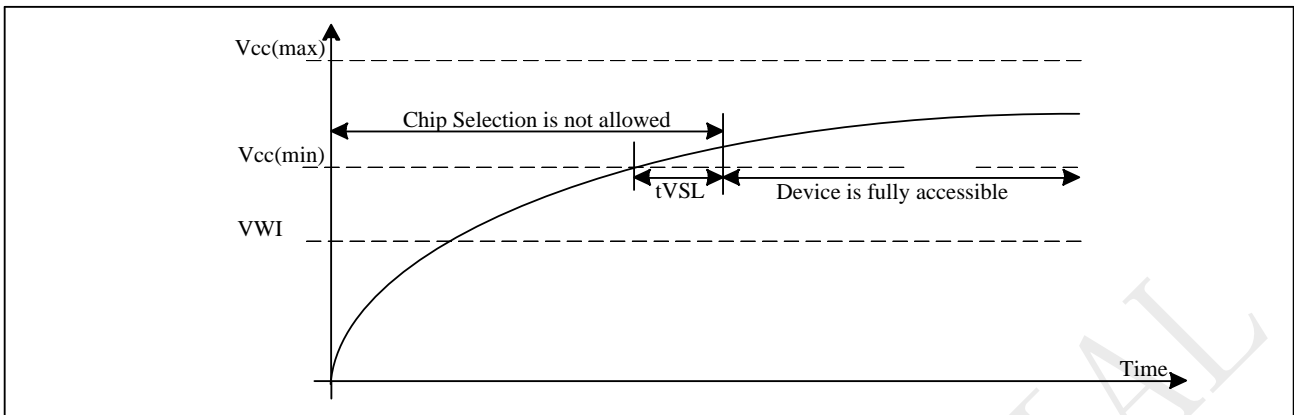 Vcc(max)
Chip Selection is not allowed
Vcc(min)
tVSL
Device is fully accessible
VWI
Time